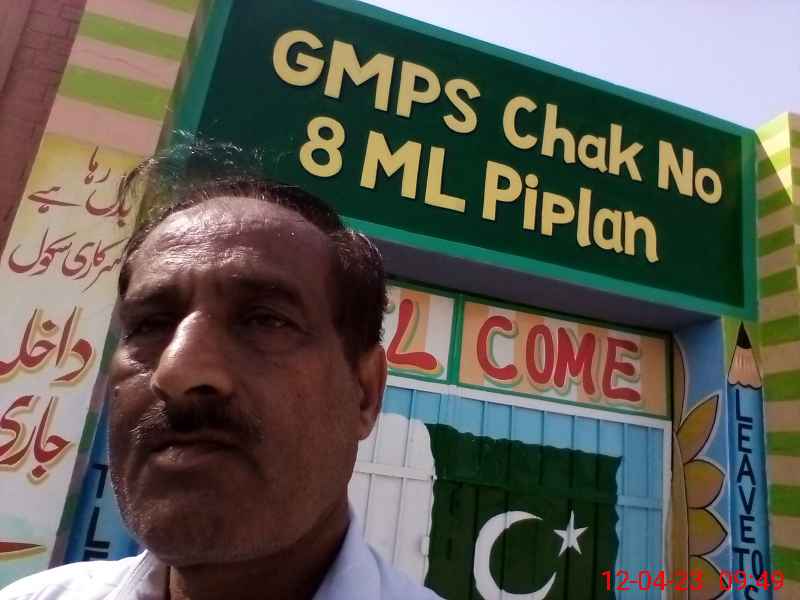 GMPS Chak No
8 ML Piplan
رہا
بدل ہے
سرکاری سکول
داخلہ
جاری
L COME
LEAVE TO S
12-04-23 09:49